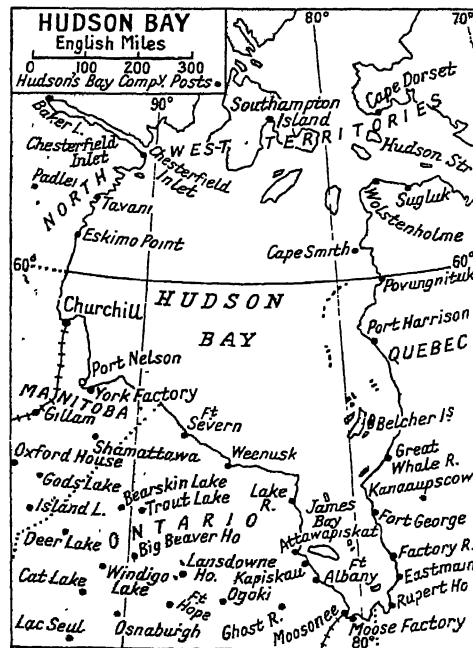 HUDSON BAY
English Miles
0 100 200 300
Hudson's Bay Compy. Posts
90°
80°
Baker L.
Southampton
Island
Cape Dorset
NORTH WEST TERRITORIES
Chesterfield
Inlet
Chesterfield
Inlet
Hudson Str
Padlei
Tavani
Sugluk
Wolstenholme
Eskimo Point
Cape Smith
60°
60°
Povungnituk
HUDSON
BAY
Churchill
Port Harrison
QUEBEC
Port Nelson
York Factory
MANITOBA
Gillam
Ft
Severn
Belcher Is
Shamattawa
Weenusk
Great
Whale R.
Oxford House
Gods Lake
Bearskin Lake
Trout Lake
Lake
R.
Kanaaupscow
Island L.
James
Bay
Fort George
ONTARIO
Deer Lake
Big Beaver Ho
Attawapiskat
Factory R.
Lansdowne
Ho.
Kapiskau
Ft
Albany
Eastmain
Cat Lake
Windigo
Lake
Ft
Hope
Ogoki
Rupert Ho
Lac Seul
Osnaburgh
Ghost R.
Moosonee
Moose Factory
80°